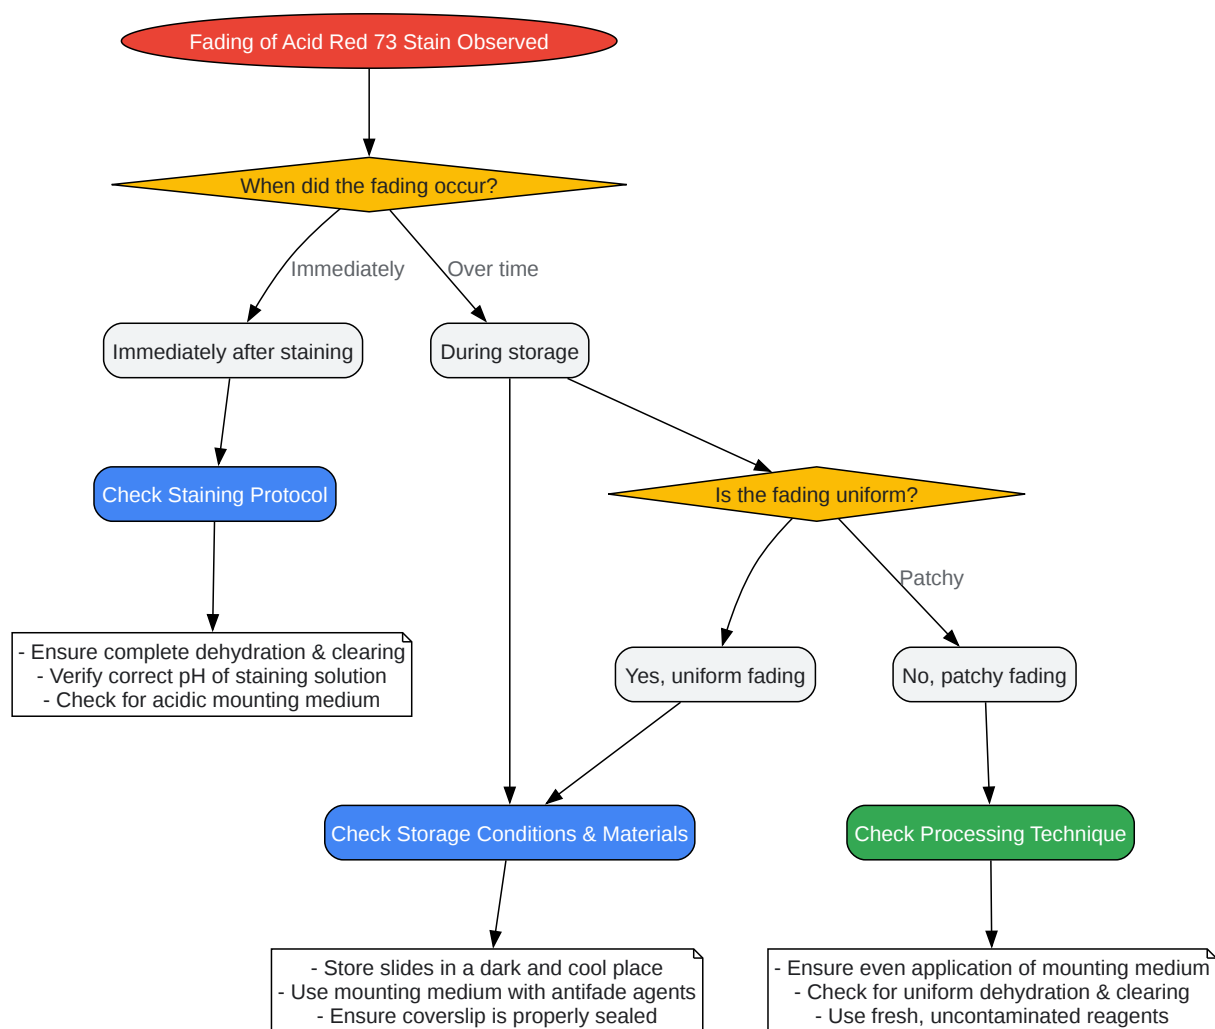 Fading of Acid Red 73 Stain Observed
When did the fading occur?
Immediately
Over time
Immediately after staining
During storage
Check Staining Protocol
Is the fading uniform?
Patchy
- Ensure complete dehydration & clearing
- Verify correct pH of staining solution
- Check for acidic mounting medium
Yes, uniform fading
No, patchy fading
Check Storage Conditions & Materials
Check Processing Technique
- Store slides in a dark and cool place
- Use mounting medium with antifade agents
- Ensure coverslip is properly sealed
- Ensure even application of mounting medium
- Check for uniform dehydration & clearing
- Use fresh, uncontaminated reagents